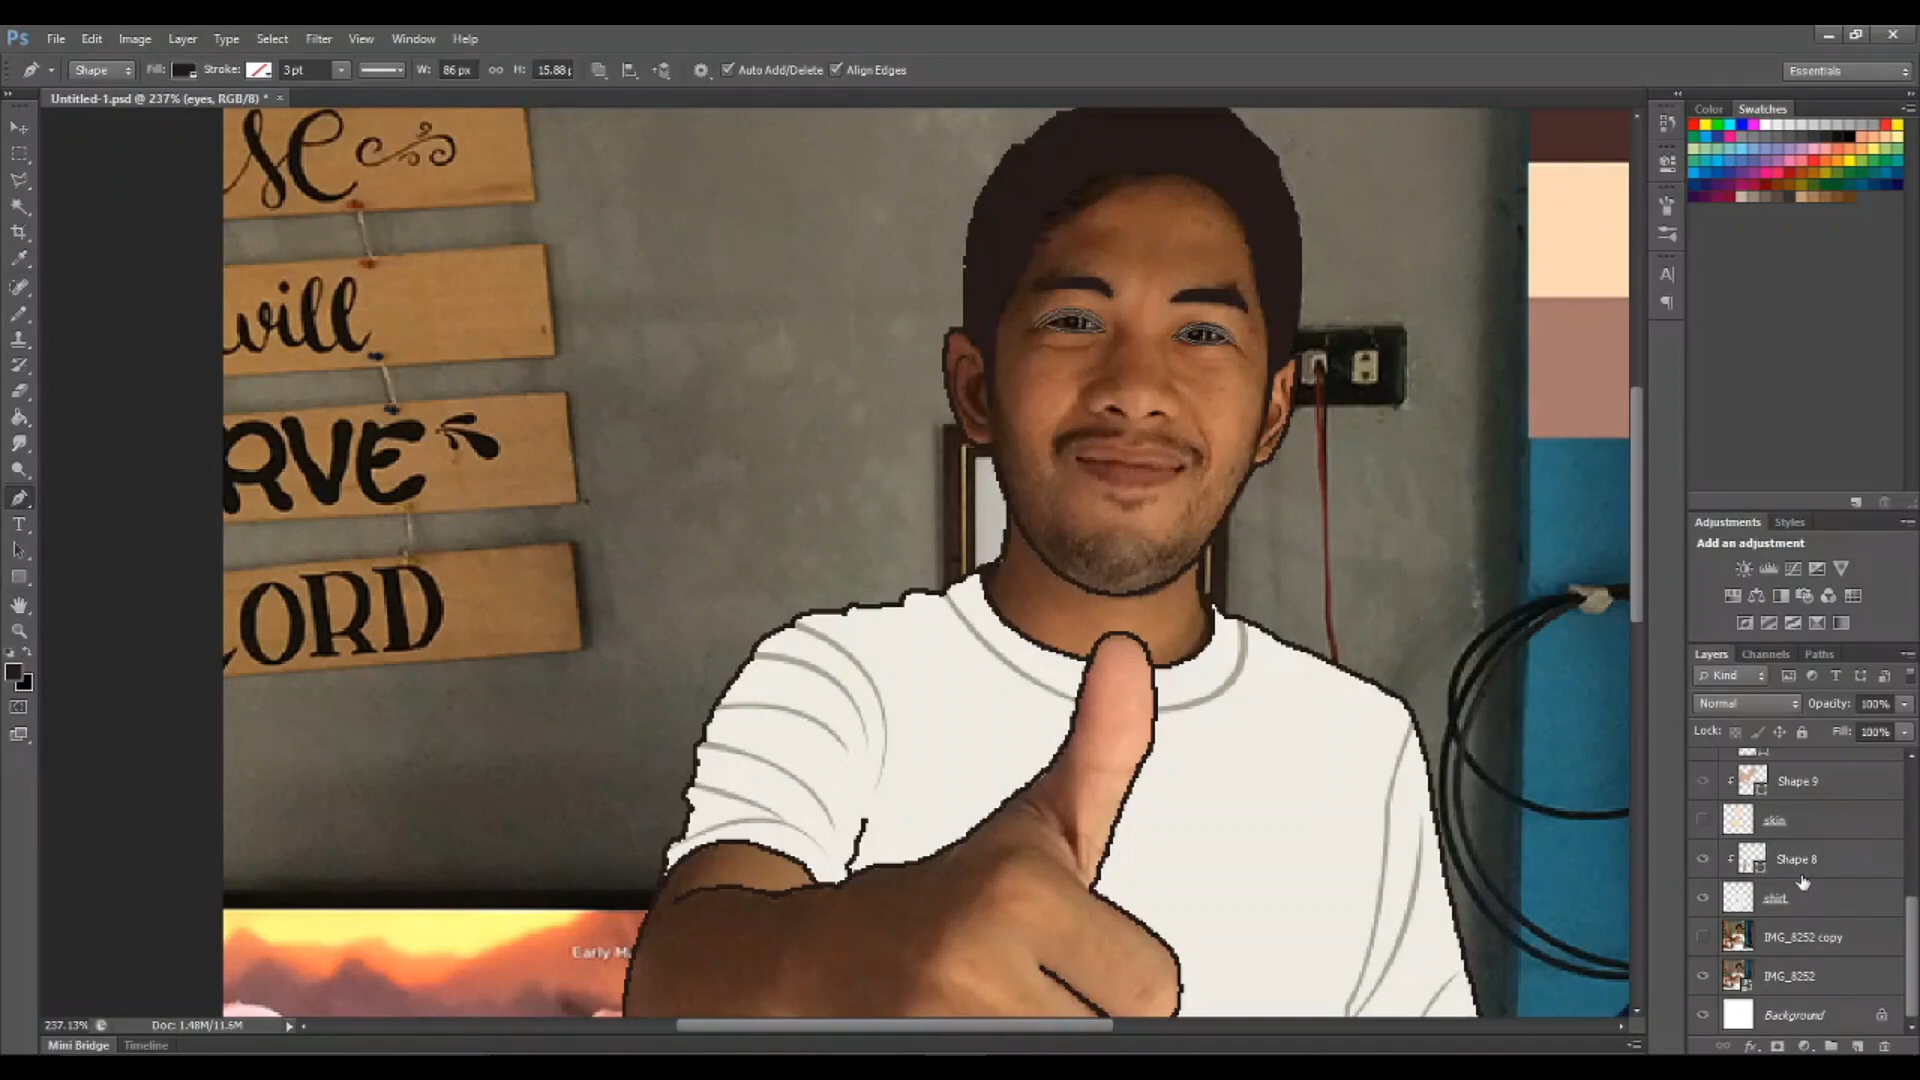 Ps File Edit Image Layer Type Select Filter View Window Help
Shape Fill: Stroke: 3 pt W: 86 px H: 15.88 Auto Add/Delete Align Edges Essentials
Untitled-1.psd @ 237% (eyes, RGB/8) * ×
Color Swatches
SE
will
RVE
LORD
Early M
Adjustments Styles
Add an adjustment
Layers Channels Paths
Kind
Normal Opacity: 100%
Lock: Fill: 100%
Shape 9
skin
Shape 8
shirt
IMG_8252 copy
IMG_8252
Background
237.13% Doc: 1.48M/11.6M
Mini Bridge Timeline